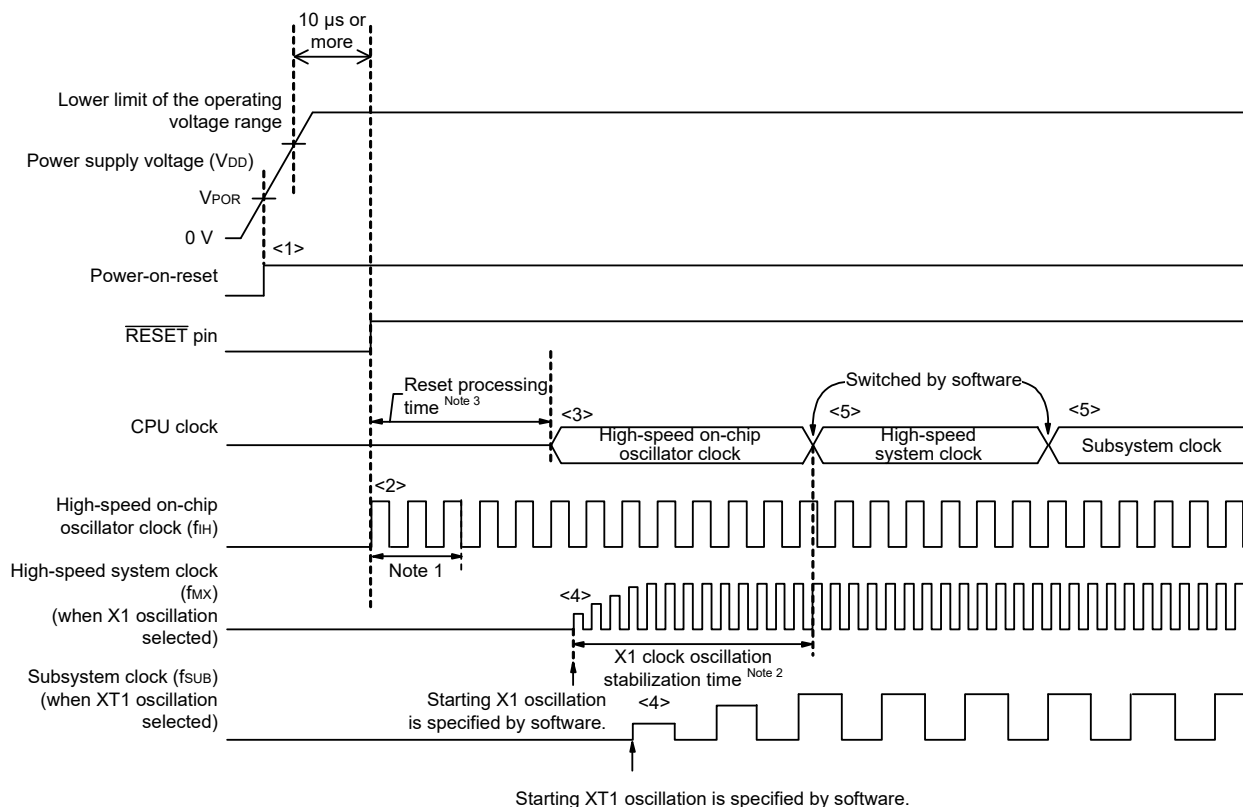 10 µs or
more
Lower limit of the operating
voltage range
Power supply voltage (VDD)
VPOR
0 V
<1>
Power-on-reset
RESET pin
Reset processing
time Note 3
Switched by software
CPU clock
<3>
High-speed on-chip
oscillator clock
<5>
High-speed
system clock
<5>
Subsystem clock
High-speed on-chip
oscillator clock (fIH)
<2>
Note 1
High-speed system clock
(fMX)
(when X1 oscillation
selected)
<4>
X1 clock oscillation
stabilization time Note 2
Subsystem clock (fSUB)
(when XT1 oscillation
selected)
Starting X1 oscillation
is specified by software.
<4>
Starting XT1 oscillation is specified by software.